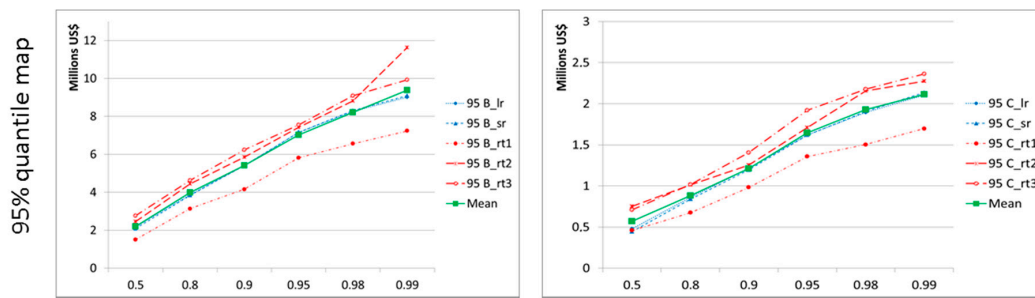 95% quantile map
Millions US$
12
10
8
6
4
2
0
0.5 0.8 0.9 0.95 0.98 0.99
95 B_lr
95 B_sr
95 B_rt1
95 B_rt2
95 B_rt3
Mean
Millions US$
3
2.5
2
1.5
1
0.5
0
0.5 0.8 0.9 0.95 0.98 0.99
95 C_lr
95 C_sr
95 C_rt1
95 C_rt2
95 C_rt3
Mean